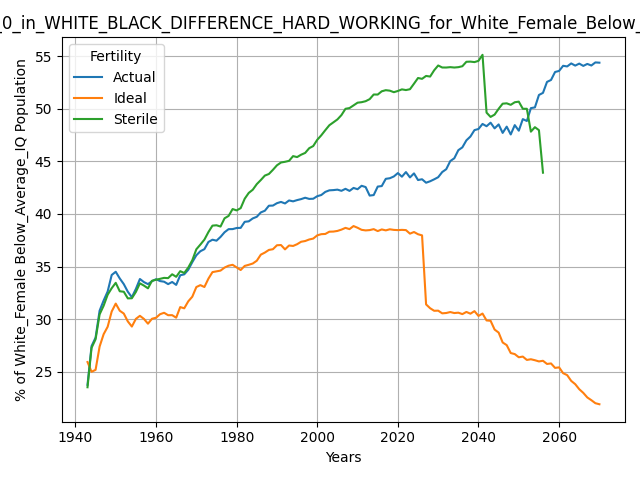 _0_in_WHITE_BLACK_DIFFERENCE_HARD_WORKING_for_White_Female_Below_
Fertility
Actual
Ideal
Sterile
% of White_Female Below_Average_IQ Population
55
50
45
40
35
30
25
1940 1960 1980 2000 2020 2040 2060
Years